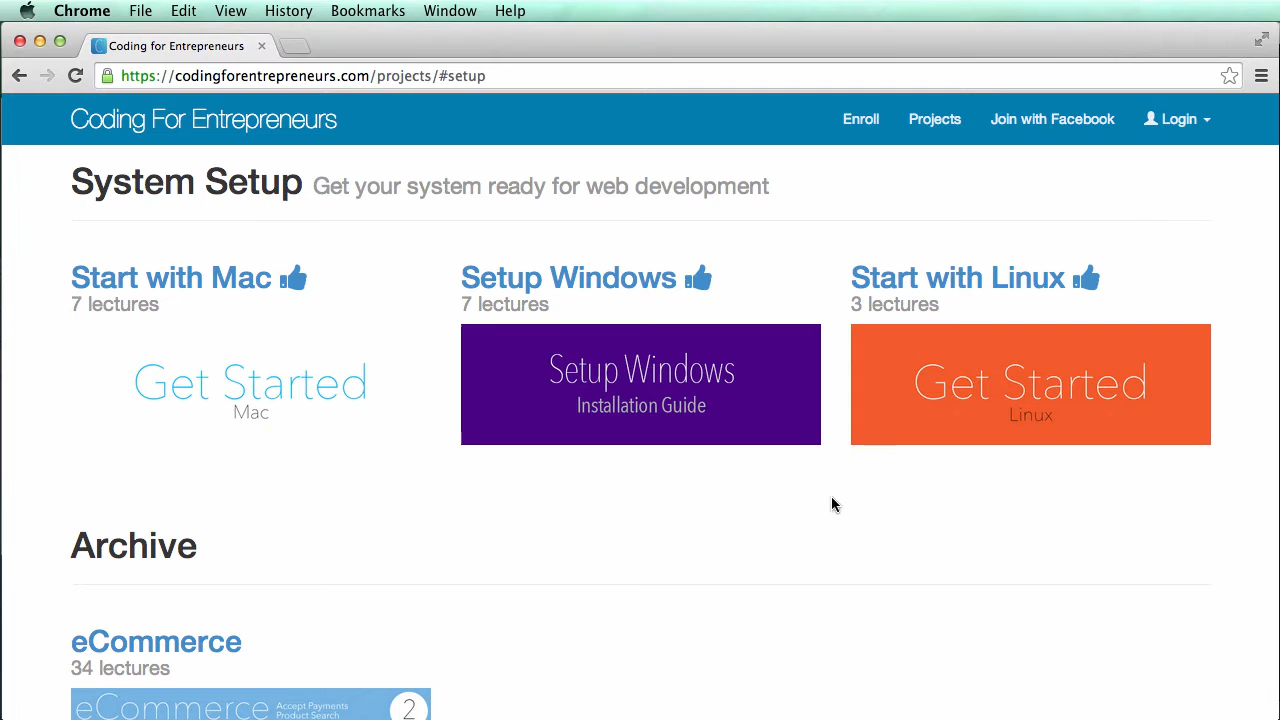 Chrome File Edit View History Bookmarks Window Help
Coding for Entrepreneurs
https://codingforentrepreneurs.com/projects/#setup
Coding For Entrepreneurs
Enroll Projects Join with Facebook Login
System Setup Get your system ready for web development
Start with Mac
7 lectures
Get Started
Mac
Setup Windows
7 lectures
Setup Windows
Installation Guide
Start with Linux
3 lectures
Get Started
Linux
Archive
eCommerce
34 lectures
eCommerce
Accept Payments
Product Search
2